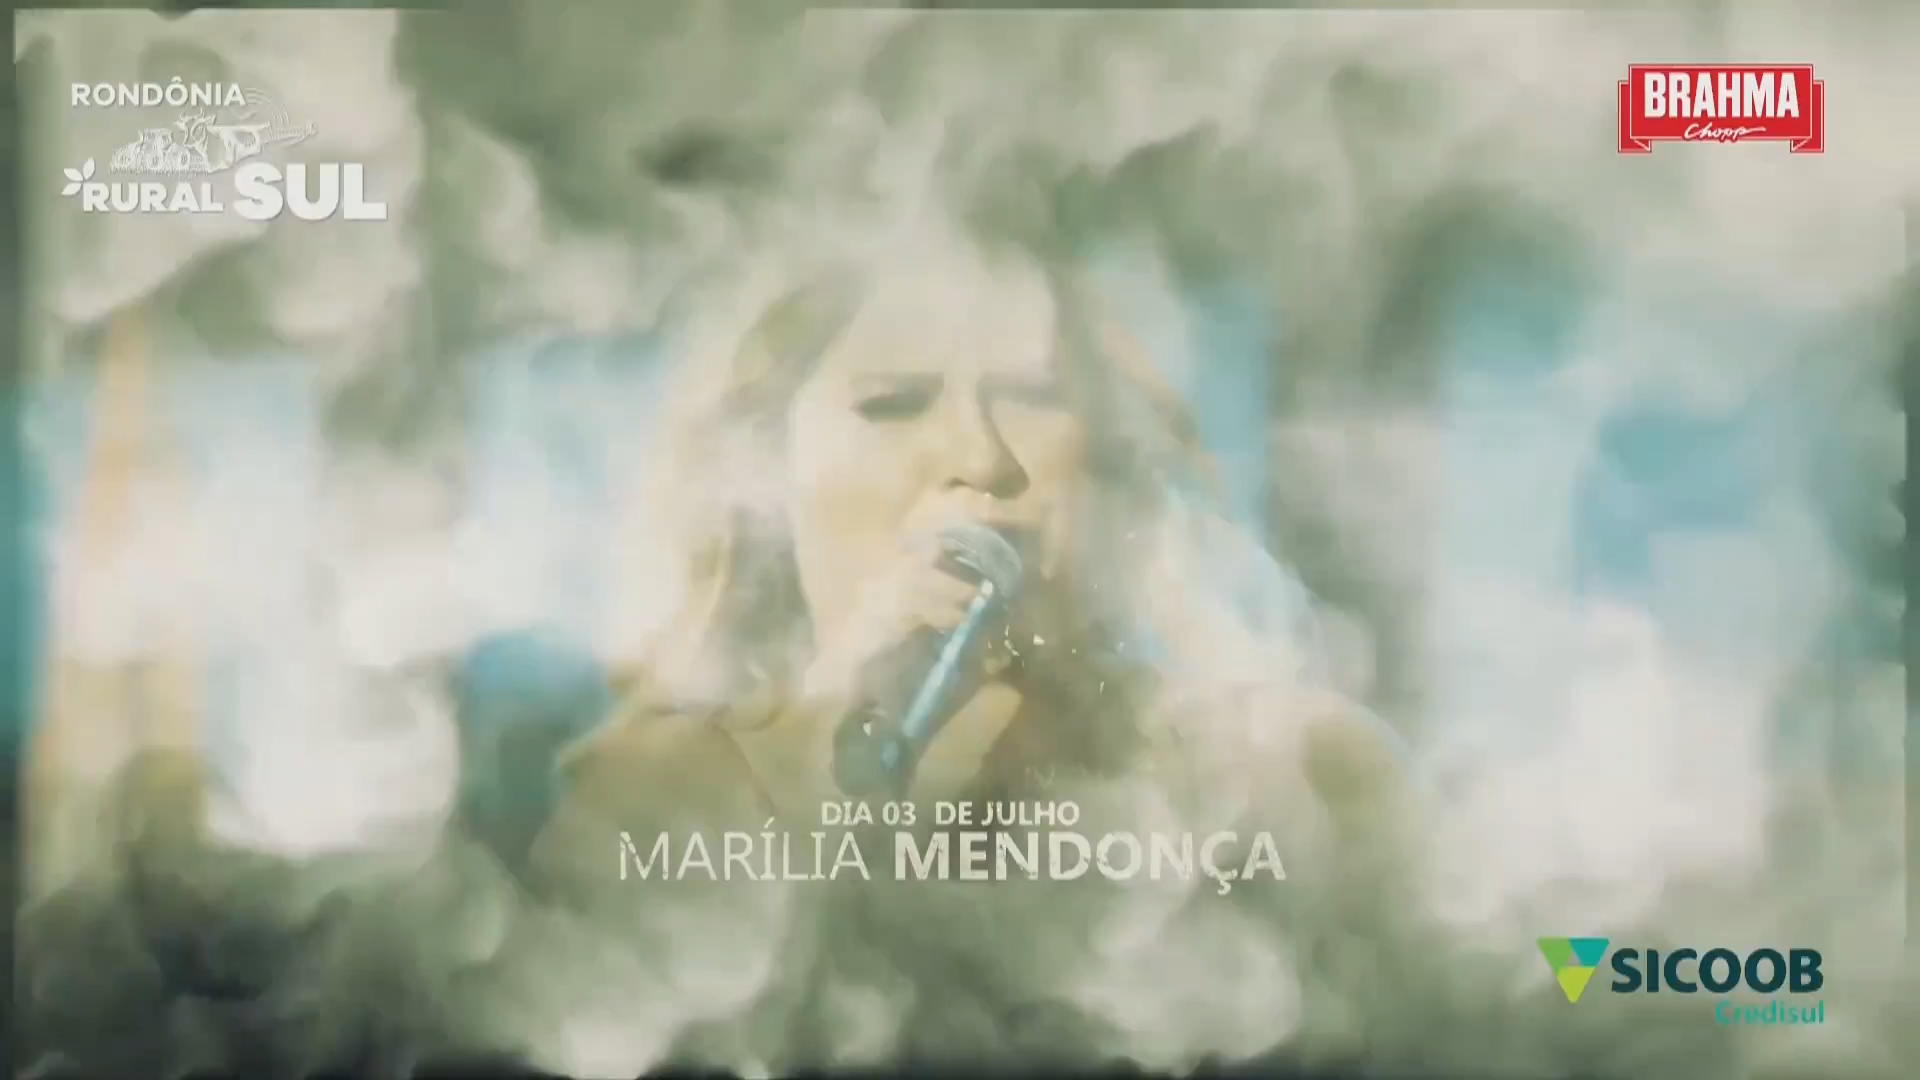 RONDÔNIA
RURAL SUL
BRAHMA
Chopp
DIA 03 DE JULHO
MARÍLIA MENDONÇA
SICOOB
Credisul